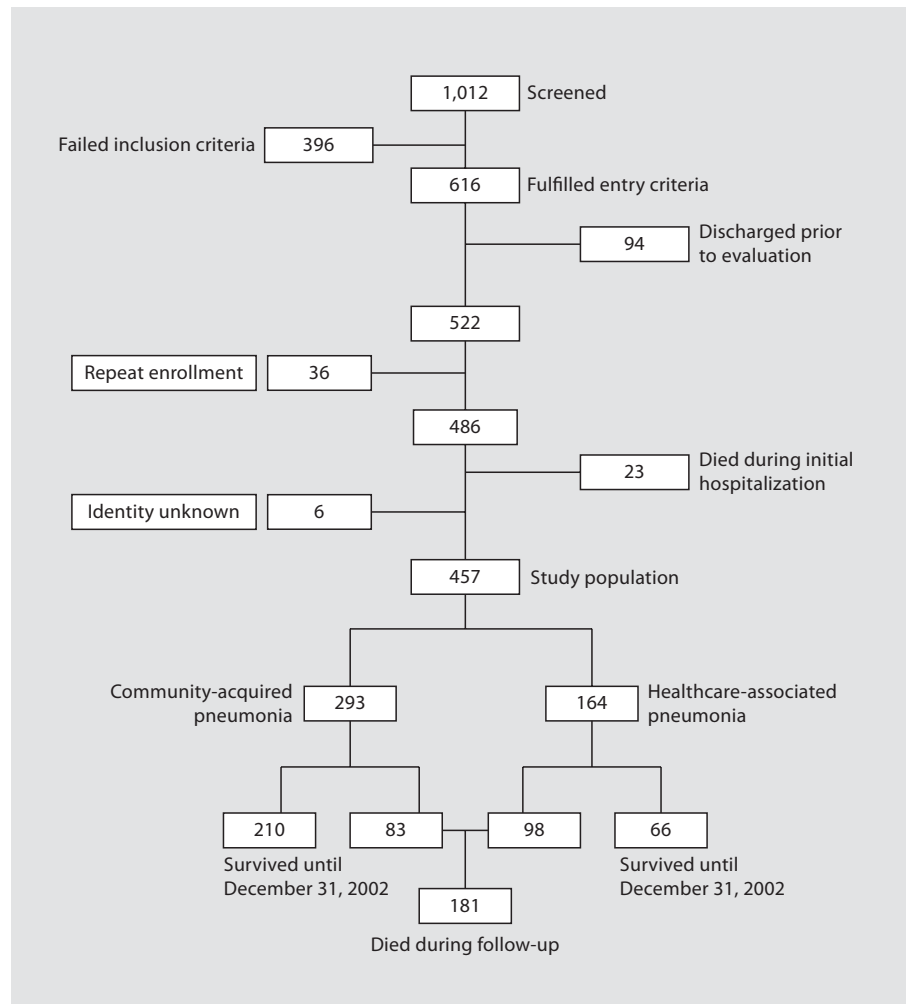 1,012
Screened
Failed inclusion criteria
396
616
Fulfilled entry criteria
94
Discharged prior
to evaluation
522
Repeat enrollment
36
486
23
Died during initial
hospitalization
Identity unknown
6
457
Study population
Community-acquired
pneumonia
293
164
Healthcare-associated
pneumonia
210
83
98
66
Survived until
December 31, 2002
Survived until
December 31, 2002
181
Died during follow-up